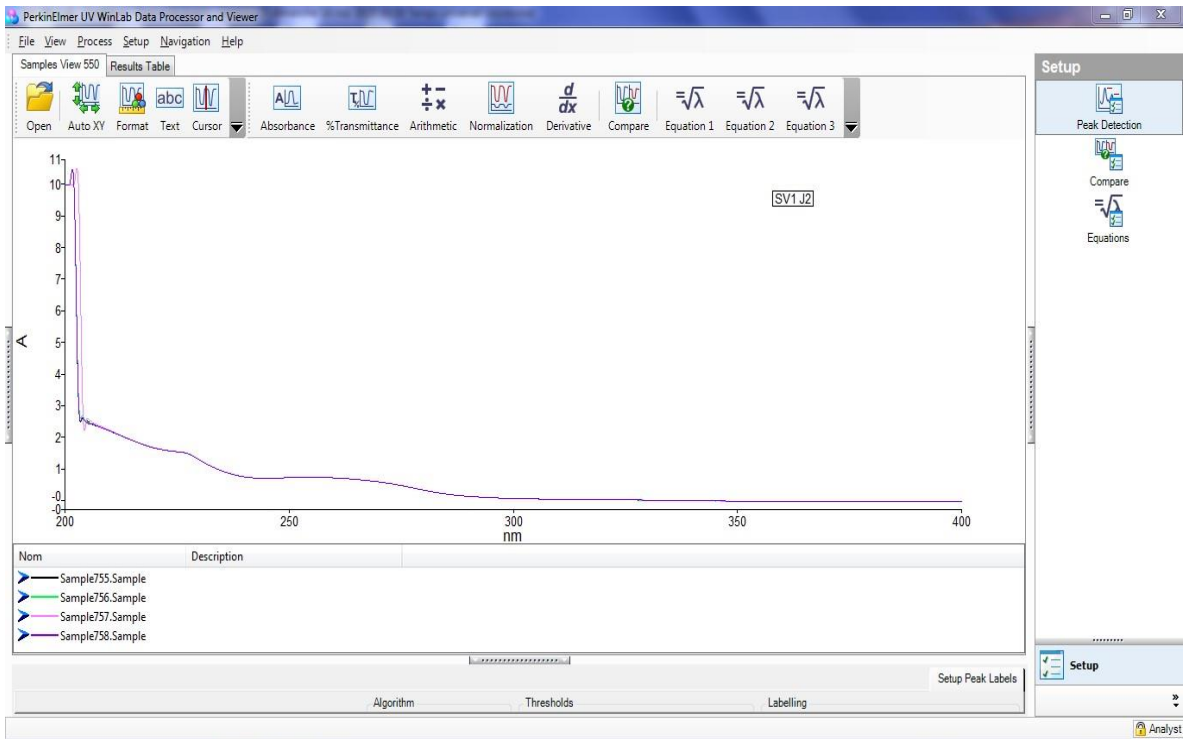 PerkinElmer UV WinLab Data Processor and Viewer
File View Process Setup Navigation Help
Samples View 550 Results Table
Open Auto XY Format Text Cursor Absorbance %Transmittance Arithmetic Normalization Derivative Compare Equation 1 Equation 2 Equation 3
SV1 J2
11
10
9
8
7
6
5
4
3
2
1
-0
-0
A
200 250 300 350 400
nm
Nom Description
Sample755.Sample
Sample756.Sample
Sample757.Sample
Sample758.Sample
Setup Peak Labels
Algorithm Thresholds Labelling
Setup
Peak Detection
Compare
Equations
Setup
Analyst